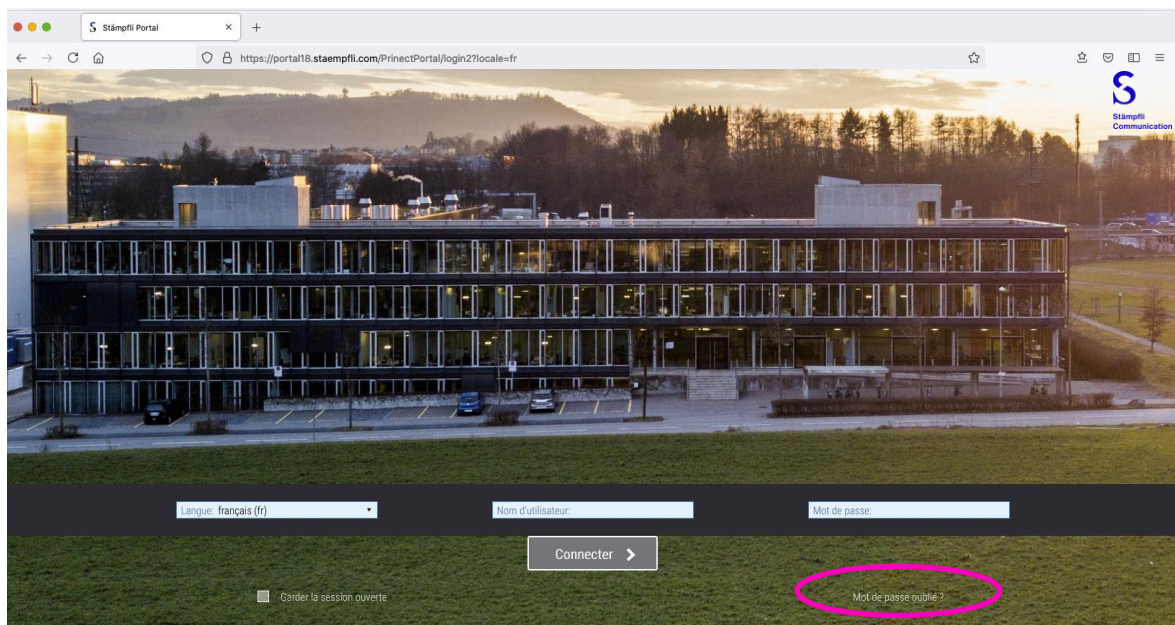 Stämpfli Portal
https://portal18.staempfli.com/PrinectPortal/login2?locale=fr
Stämpfli
Communication
Langue: français (fr)
Nom d'utilisateur:
Mot de passe:
Connecter
Garder la session ouverte
Mot de passe oublié ?